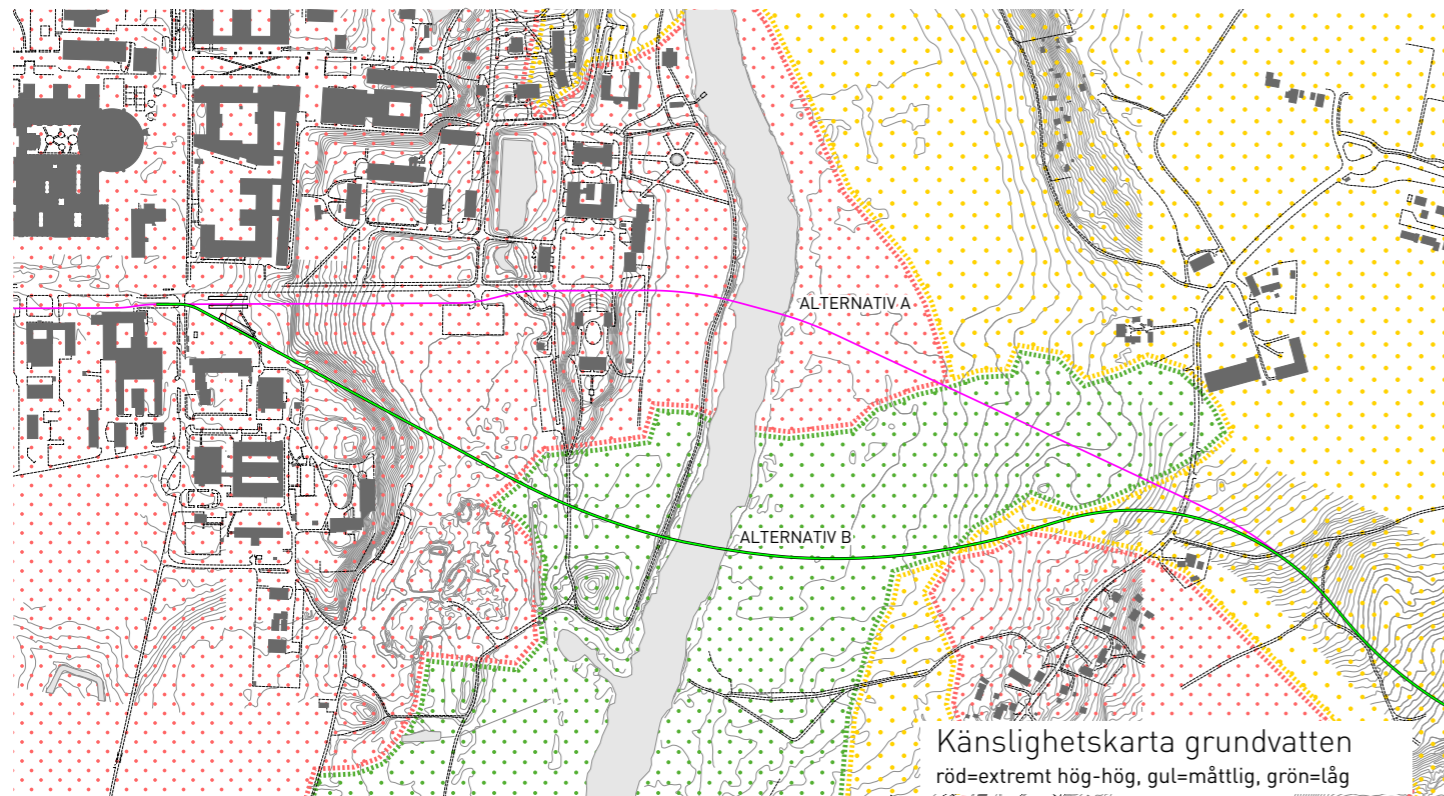 ALTERNATIV A
ALTERNATIV B
Känslighetskarta grundvatten
röd=extremt hög-hög, gul=måttlig, grön=låg